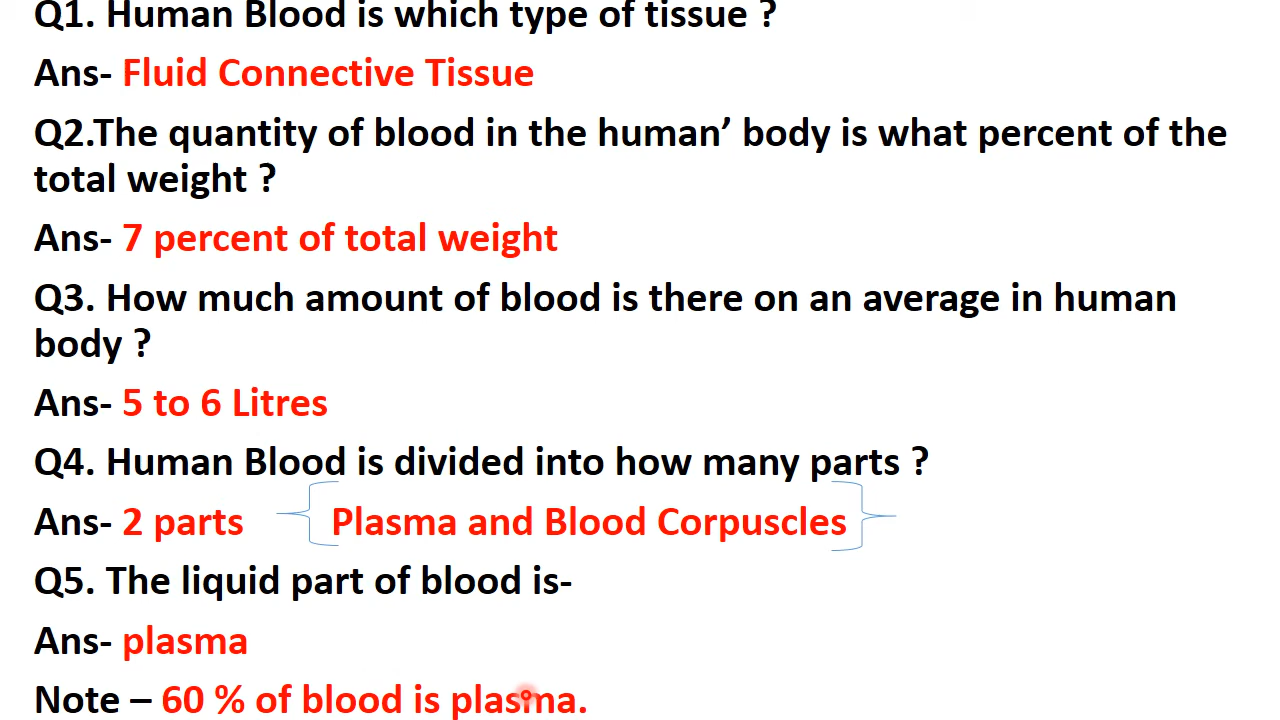 Q1. Human Blood is which type of tissue ?
Ans- Fluid Connective Tissue
Q2.The quantity of blood in the human’ body is what percent of the
total weight ?
Ans- 7 percent of total weight
Q3. How much amount of blood is there on an average in human
body ?
Ans- 5 to 6 Litres
Q4. Human Blood is divided into how many parts ?
Ans- 2 parts Plasma and Blood Corpuscles
Q5. The liquid part of blood is-
Ans- plasma
Note – 60 % of blood is plasma.